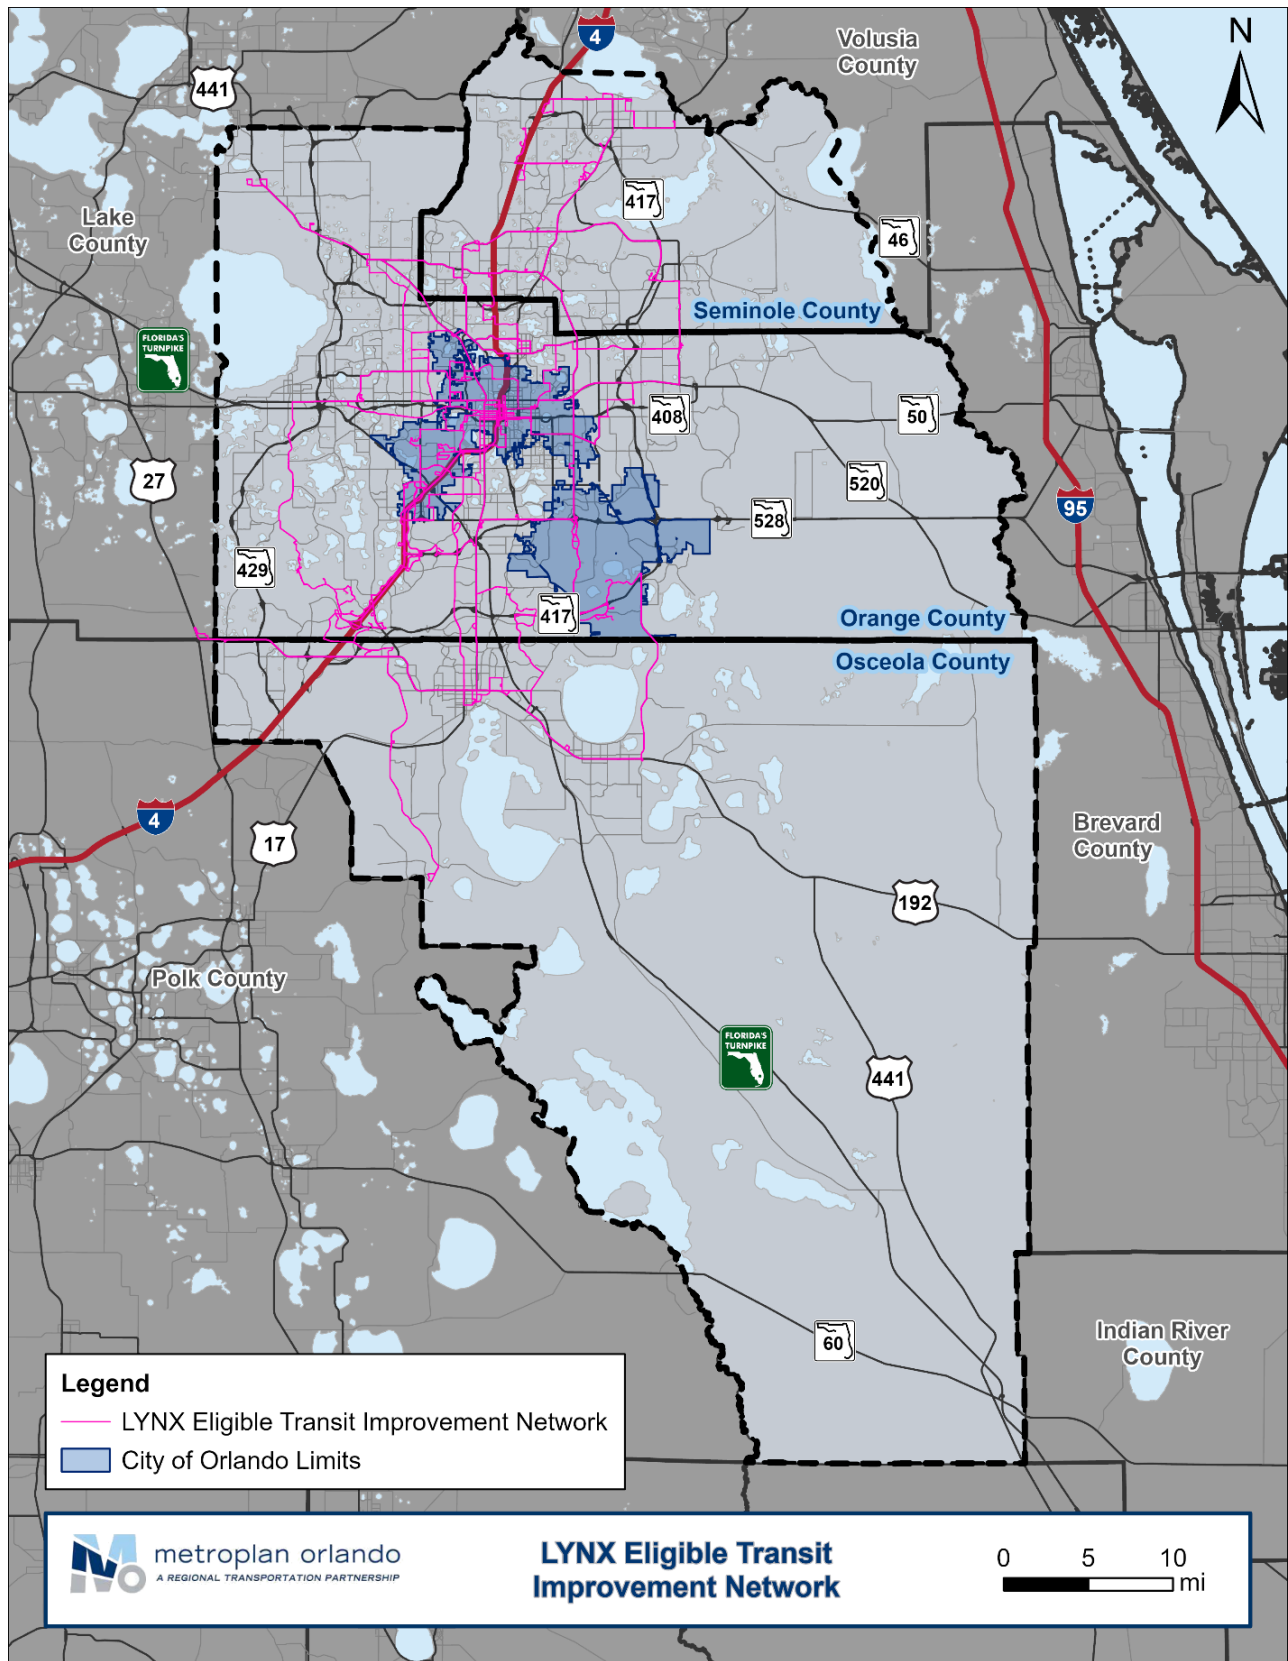 N
4
Volusia
County
441
417
Lake
County
46
Seminole County
FLORIDA'S
TURNPIKE
408
50
27
520
95
528
429
417
Orange County
Osceola County
4
17
Brevard
County
192
Polk County
FLORIDA'S
TURNPIKE
441
60
Indian River
County
Legend
LYNX Eligible Transit Improvement Network
City of Orlando Limits
metroplan orlando
A REGIONAL TRANSPORTATION PARTNERSHIP
LYNX Eligible Transit
Improvement Network
0 5 10
mi